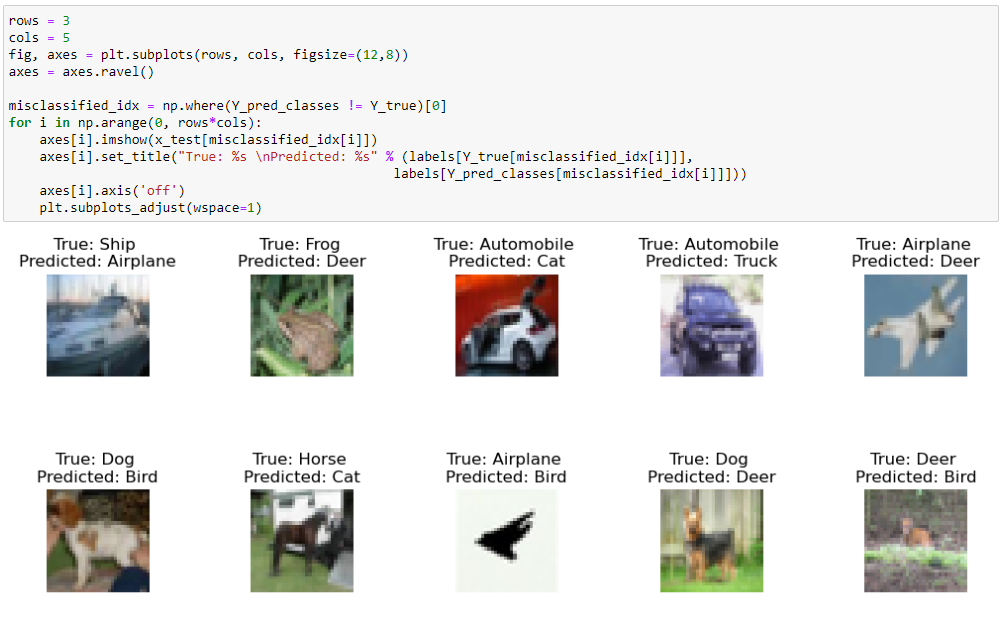 rows = 3
cols = 5
fig, axes = plt.subplots(rows, cols, figsize=(12,8))
axes = axes.ravel()
misclassified_idx = np.where(Y_pred_classes != Y_true)[0]
for i in np.arange(0, rows*cols):
    axes[i].imshow(x_test[misclassified_idx[i]])
    axes[i].set_title("True: %s \nPredicted: %s" % (labels[Y_true[misclassified_idx[i]]],
                                                  labels[Y_pred_classes[misclassified_idx[i]]]))
    axes[i].axis('off')
    plt.subplots_adjust(wspace=1)
True: Ship
Predicted: Airplane
True: Frog
Predicted: Deer
True: Automobile
Predicted: Cat
True: Automobile
Predicted: Truck
True: Airplane
Predicted: Deer
True: Dog
Predicted: Bird
True: Horse
Predicted: Cat
True: Airplane
Predicted: Bird
True: Dog
Predicted: Deer
True: Deer
Predicted: Bird